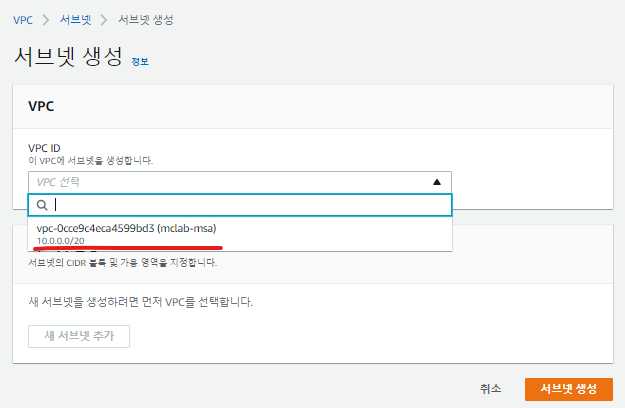 VPC > 서브넷 > 서브넷 생성
서브넷 생성 정보
VPC
VPC ID
이 VPC에 서브넷을 생성합니다.
VPC 선택
vpc-0cce9c4eca4599bd3 (mclab-msa)
10.0.0.0/20
서브넷의 CIDR 블록 및 가용 영역을 지정합니다.
새 서브넷을 생성하려면 먼저 VPC를 선택합니다.
새 서브넷 추가
취소
서브넷 생성